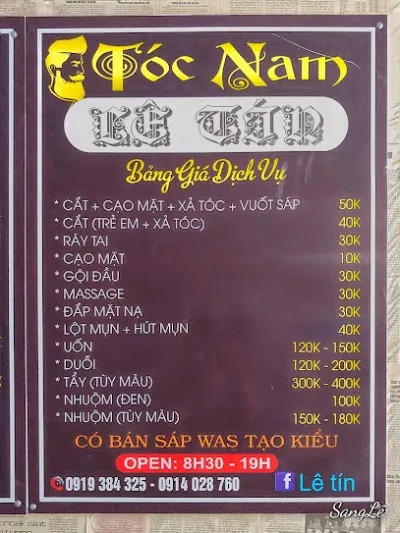 Tóc Nam
LÊ TÍN
Bảng Giá Dịch Vụ
* CẮT + CẠO MẶT + XẢ TÓC + VUỐT SÁP 50K
* CẮT (TRẺ EM + XẢ TÓC) 40K
* RÁY TAI 30K
* CẠO MẶT 10K
* GỘI ĐẦU 30K
* MASSAGE 30K
* ĐẮP MẶT NẠ 30K
* LỘT MỤN + HÚT MỤN 40K
* UỐN 120K - 150K
* DUỖI 120K - 200K
* TẨY (TÙY MÀU) 300K - 400K
* NHUỘM (ĐEN) 100K
* NHUỘM (TÙY MÀU) 150K - 180K
CÓ BÁN SÁP WAS TẠO KIỂU
OPEN: 8H30 - 19H
0919 384 325 - 0914 028 760 f Lê tín
SangLê